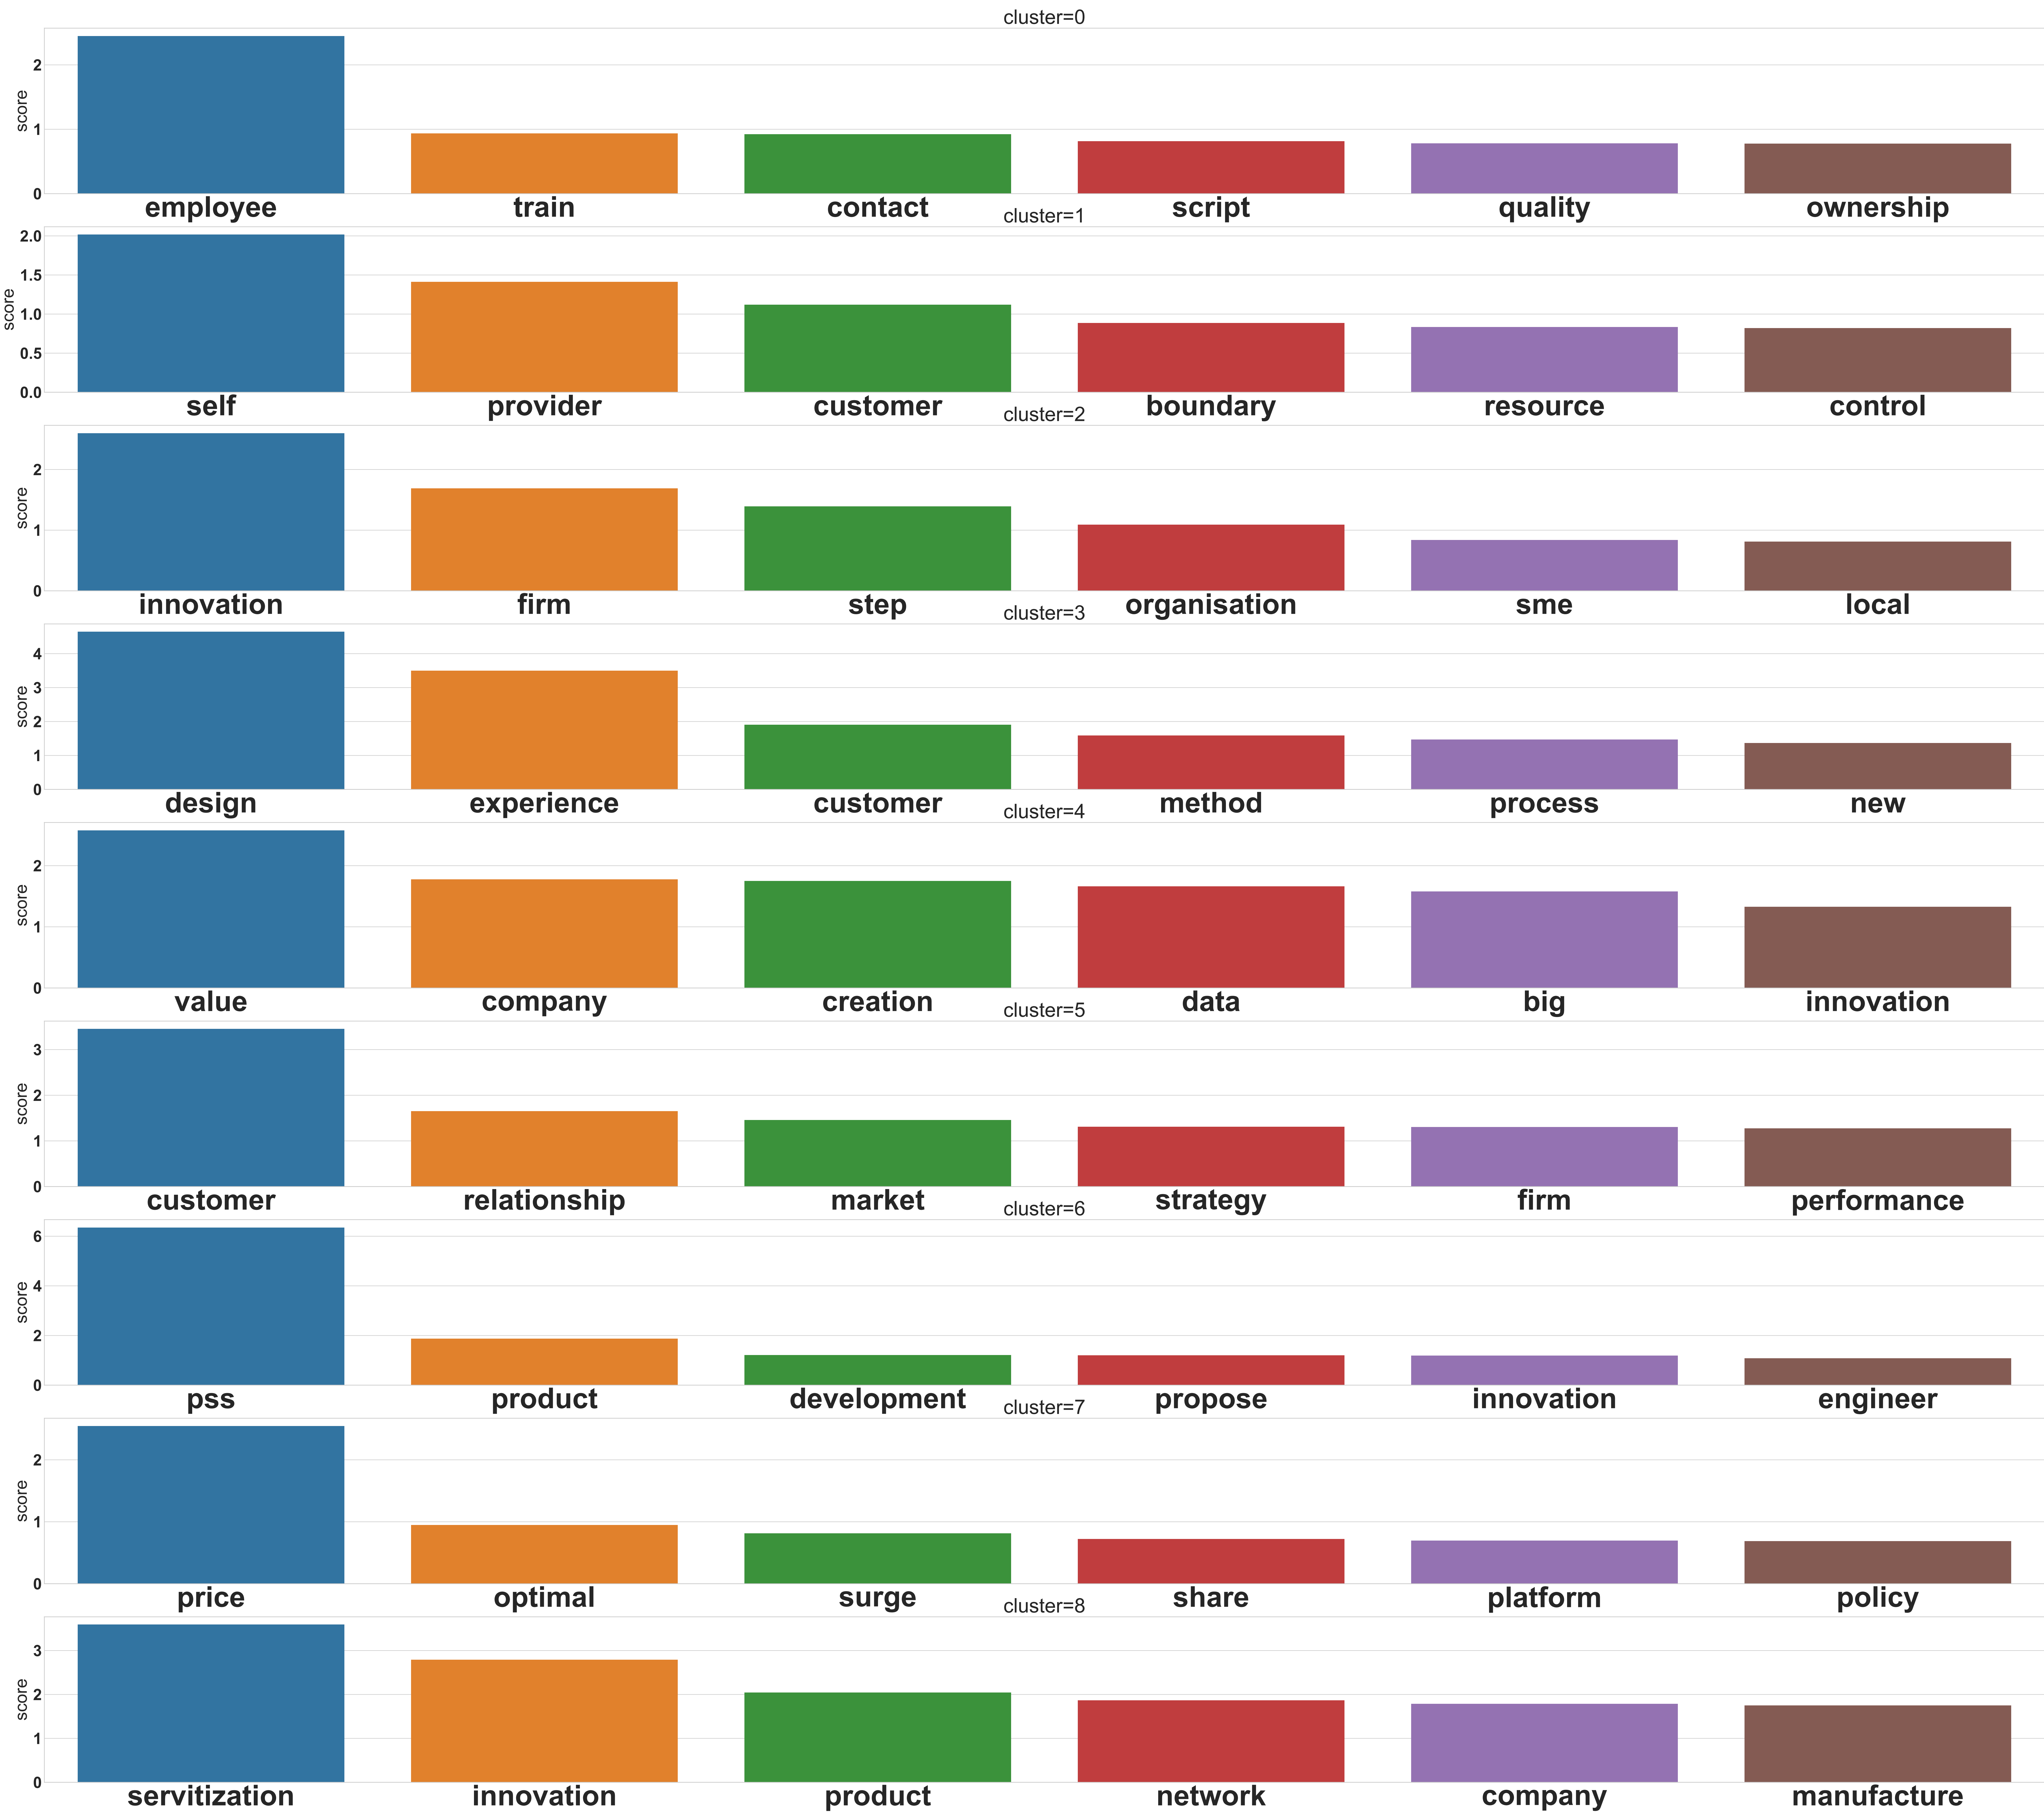 cluster=0
2
1
0
score
employee train contact script quality ownership
cluster=1
2.0
1.5
1.0
0.5
0.0
score
self provider customer boundary resource control
cluster=2
2
1
0
score
innovation firm step organisation sme local
cluster=3
4
3
2
1
0
score
design experience customer method process new
cluster=4
2
1
0
score
value company creation data big innovation
cluster=5
3
2
1
0
score
customer relationship market strategy firm performance
cluster=6
6
4
2
0
score
pss product development propose innovation engineer
cluster=7
2
1
0
score
price optimal surge share platform policy
cluster=8
3
2
1
0
score
servitization innovation product network company manufacture